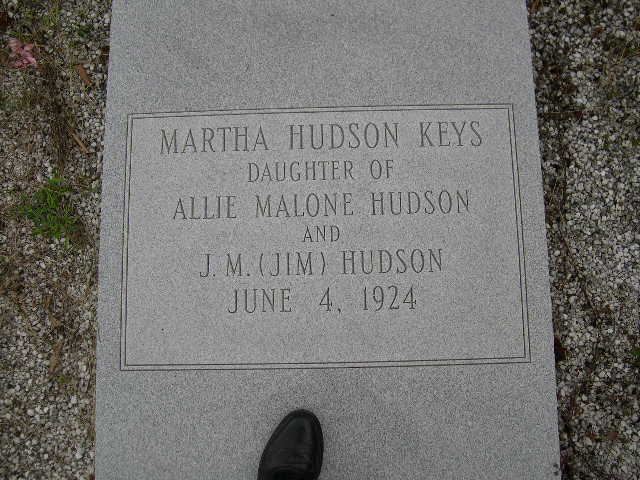 MARTHA HUDSON KEYS
DAUGHTER OF
ALLIE MALONE HUDSON
AND
J. M. (JIM) HUDSON
JUNE 4, 1924